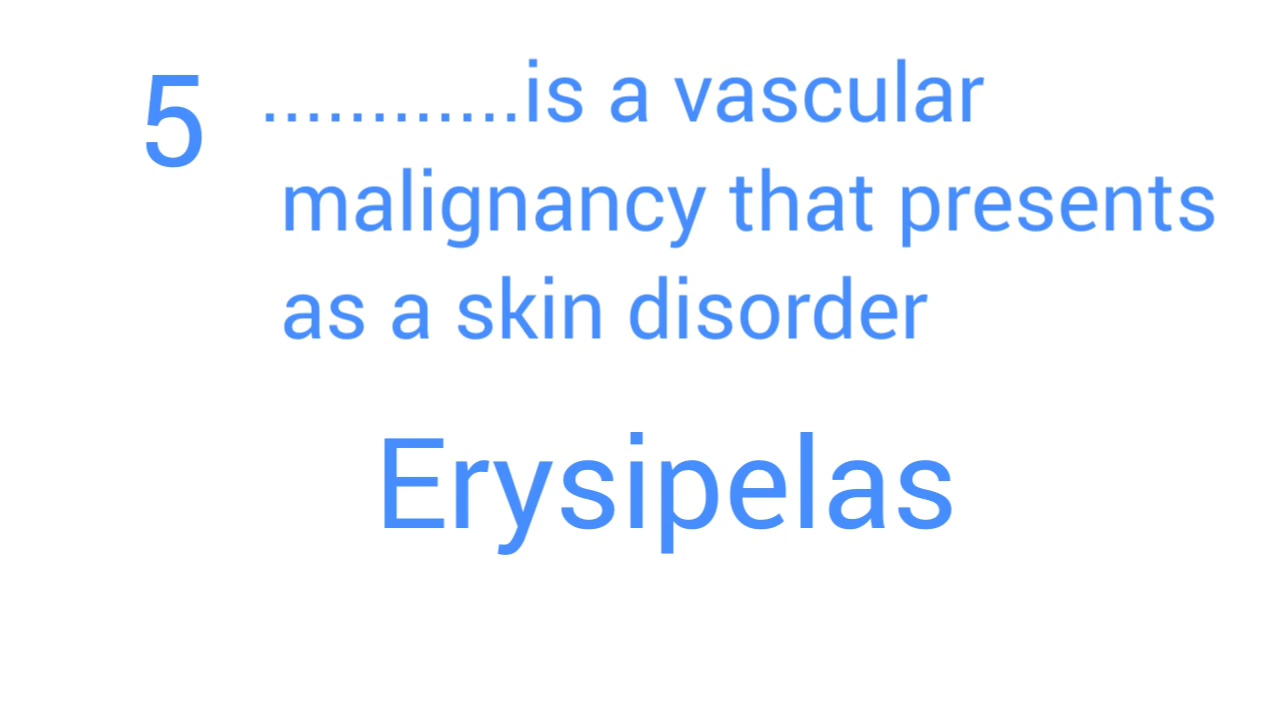 5 ............is a vascular
malignancy that presents
as a skin disorder
Erysipelas